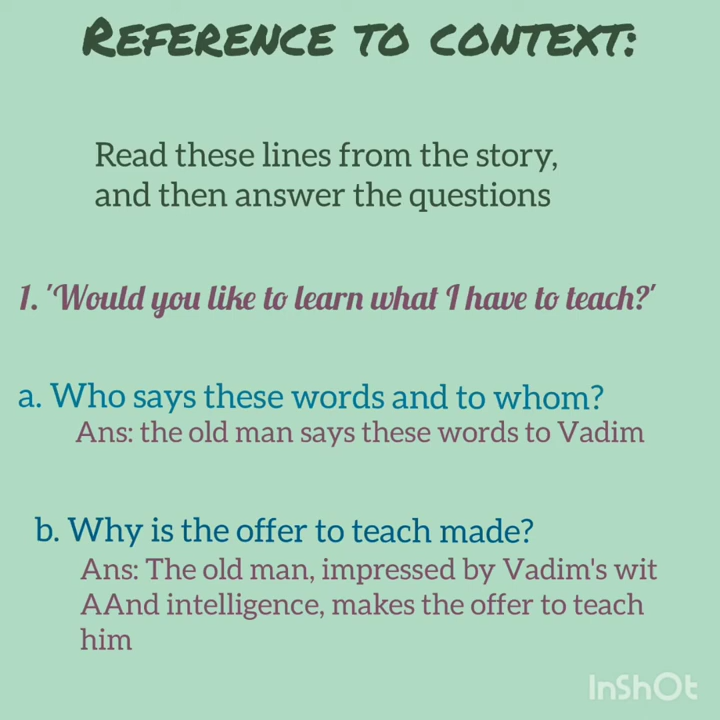 REFERENCE TO CONTEXT:
Read these lines from the story,
and then answer the questions
1. 'Would you like to learn what I have to teach?'
a. Who says these words and to whom?
Ans: the old man says these words to Vadim
b. Why is the offer to teach made?
Ans: The old man, impressed by Vadim's wit
AAnd intelligence, makes the offer to teach
him
InShOt